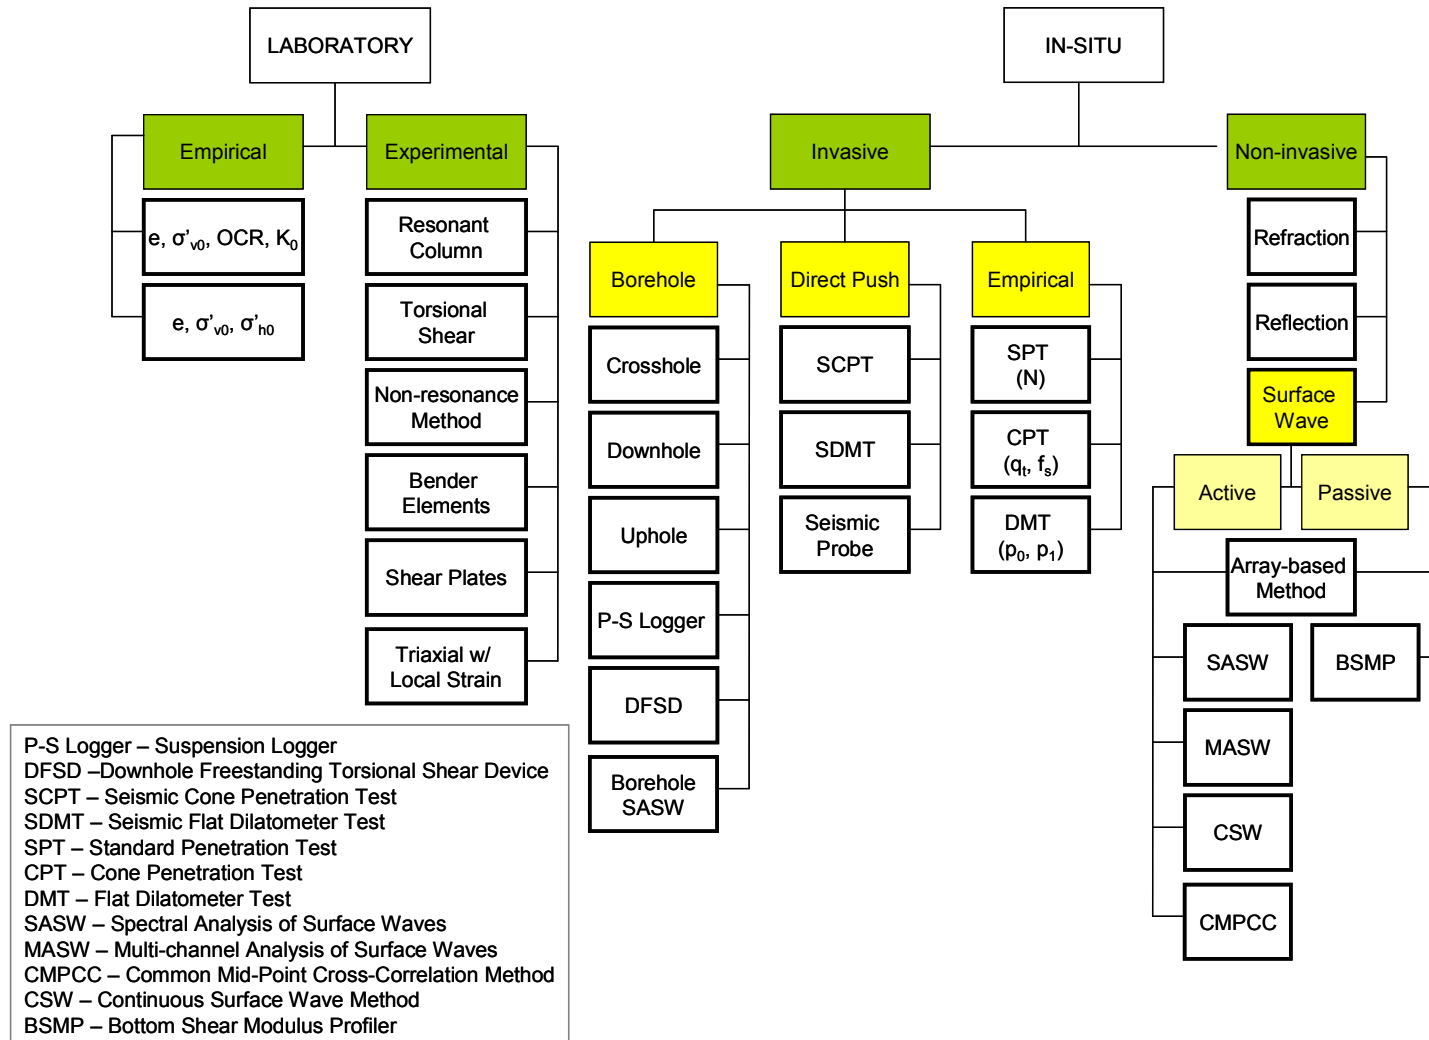 LABORATORY
Empirical
e, σ’v0, OCR, K0
e, σ’v0, σ’h0
Experimental
Resonant
Column
Torsional
Shear
Non-resonance
Method
Bender
Elements
Shear Plates
Triaxial w/
Local Strain
IN-SITU
Invasive
Borehole
Crosshole
Downhole
Uphole
P-S Logger
DFSD
Borehole
SASW
Direct Push
SCPT
SDMT
Seismic
Probe
Empirical
SPT
(N)
CPT
(qt, fs)
DMT
(p0, p1)
Non-invasive
Refraction
Reflection
Surface
Wave
Active
Passive
Array-based
Method
SASW
MASW
CSW
CMPCC
BSMP
P-S Logger – Suspension Logger
DFSD –Downhole Freestanding Torsional Shear Device
SCPT – Seismic Cone Penetration Test
SDMT – Seismic Flat Dilatometer Test
SPT – Standard Penetration Test
CPT – Cone Penetration Test
DMT – Flat Dilatometer Test
SASW – Spectral Analysis of Surface Waves
MASW – Multi-channel Analysis of Surface Waves
CMPCC – Common Mid-Point Cross-Correlation Method
CSW – Continuous Surface Wave Method
BSMP – Bottom Shear Modulus Profiler